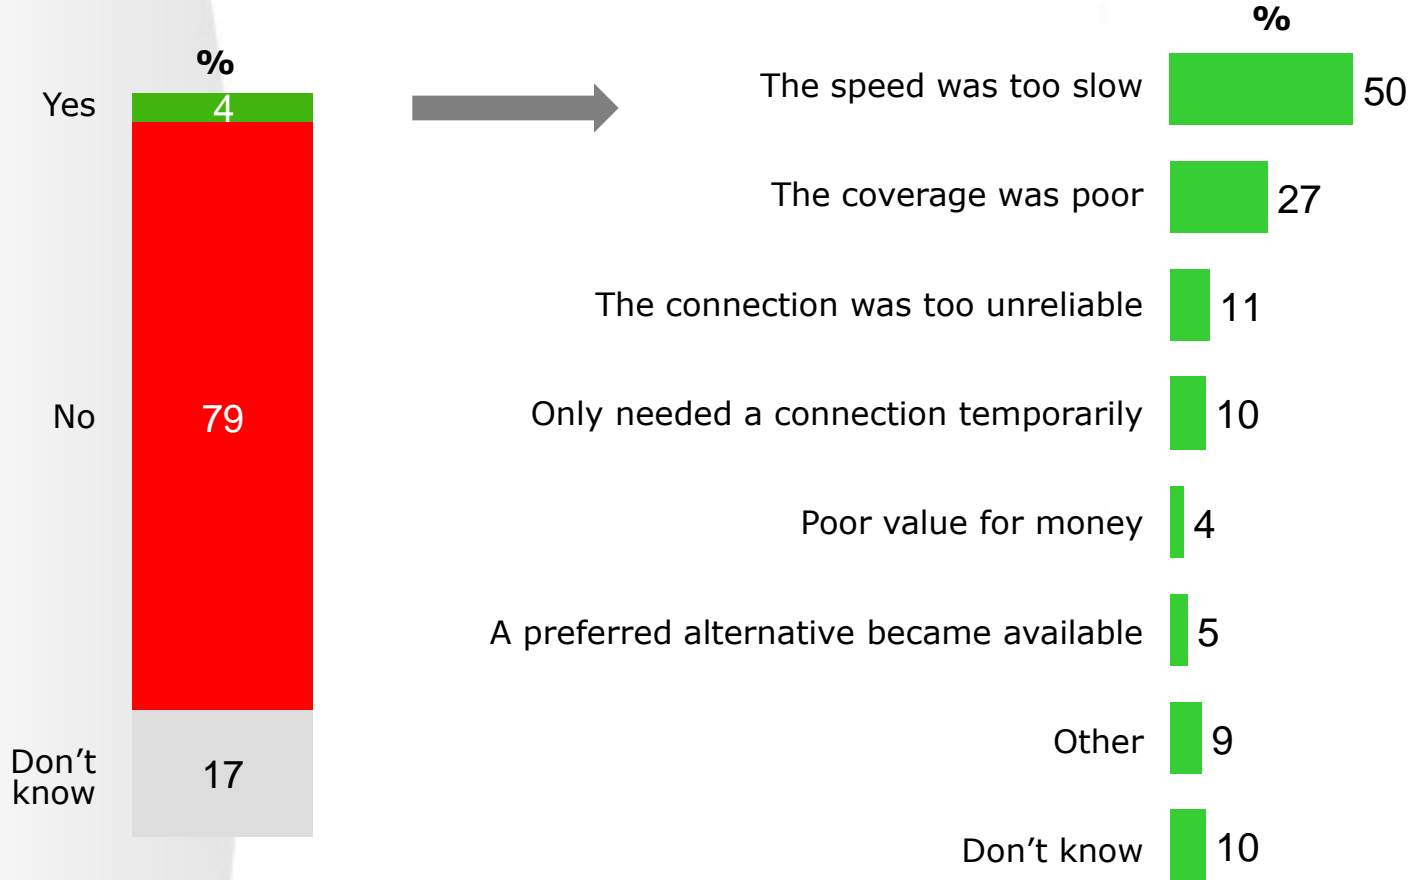 %
Yes
4
No
79
Don’t
know
17
%
The speed was too slow
50
The coverage was poor
27
The connection was too unreliable
11
Only needed a connection temporarily
10
Poor value for money
4
A preferred alternative became available
5
Other
9
Don’t know
10